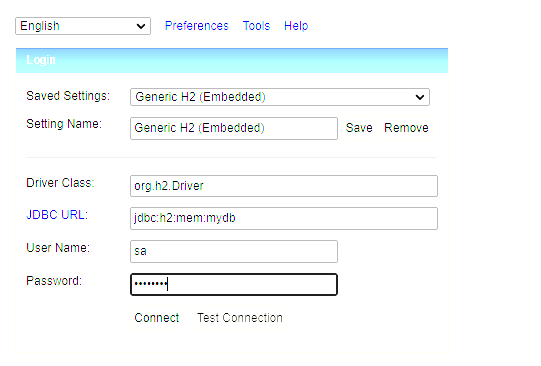 English Preferences Tools Help
Login
Saved Settings: Generic H2 (Embedded)
Setting Name: Generic H2 (Embedded) Save Remove
Driver Class: org.h2.Driver
JDBC URL: jdbc:h2:mem:mydb
User Name: sa
Password: ••••••••
Connect Test Connection